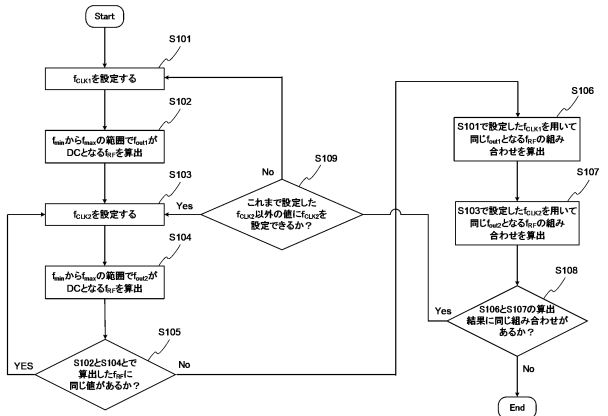 Start
S101
fCLK1を設定する
S102
fminからfmaxの範囲でfout1が
DCとなるfRFを算出
S103
fCLK2を設定する
S104
fminからfmaxの範囲でfout2が
DCとなるfRFを算出
S105
S102とS104とで
算出したfRFに
同じ値があるか？
YES
No
S109
これまで設定した
fCLK2以外の値にfCLK2を
設定できるか？
No
Yes
S106
S101で設定したfCLK1を用いて
同じfout1となるfRFの組み
合わせを算出
S107
S103で設定したfCLK2を用いて
同じfout2となるfRFの組み
合わせを算出
S108
S106とS107の算出
結果に同じ組み合わせが
あるか？
Yes
No
End